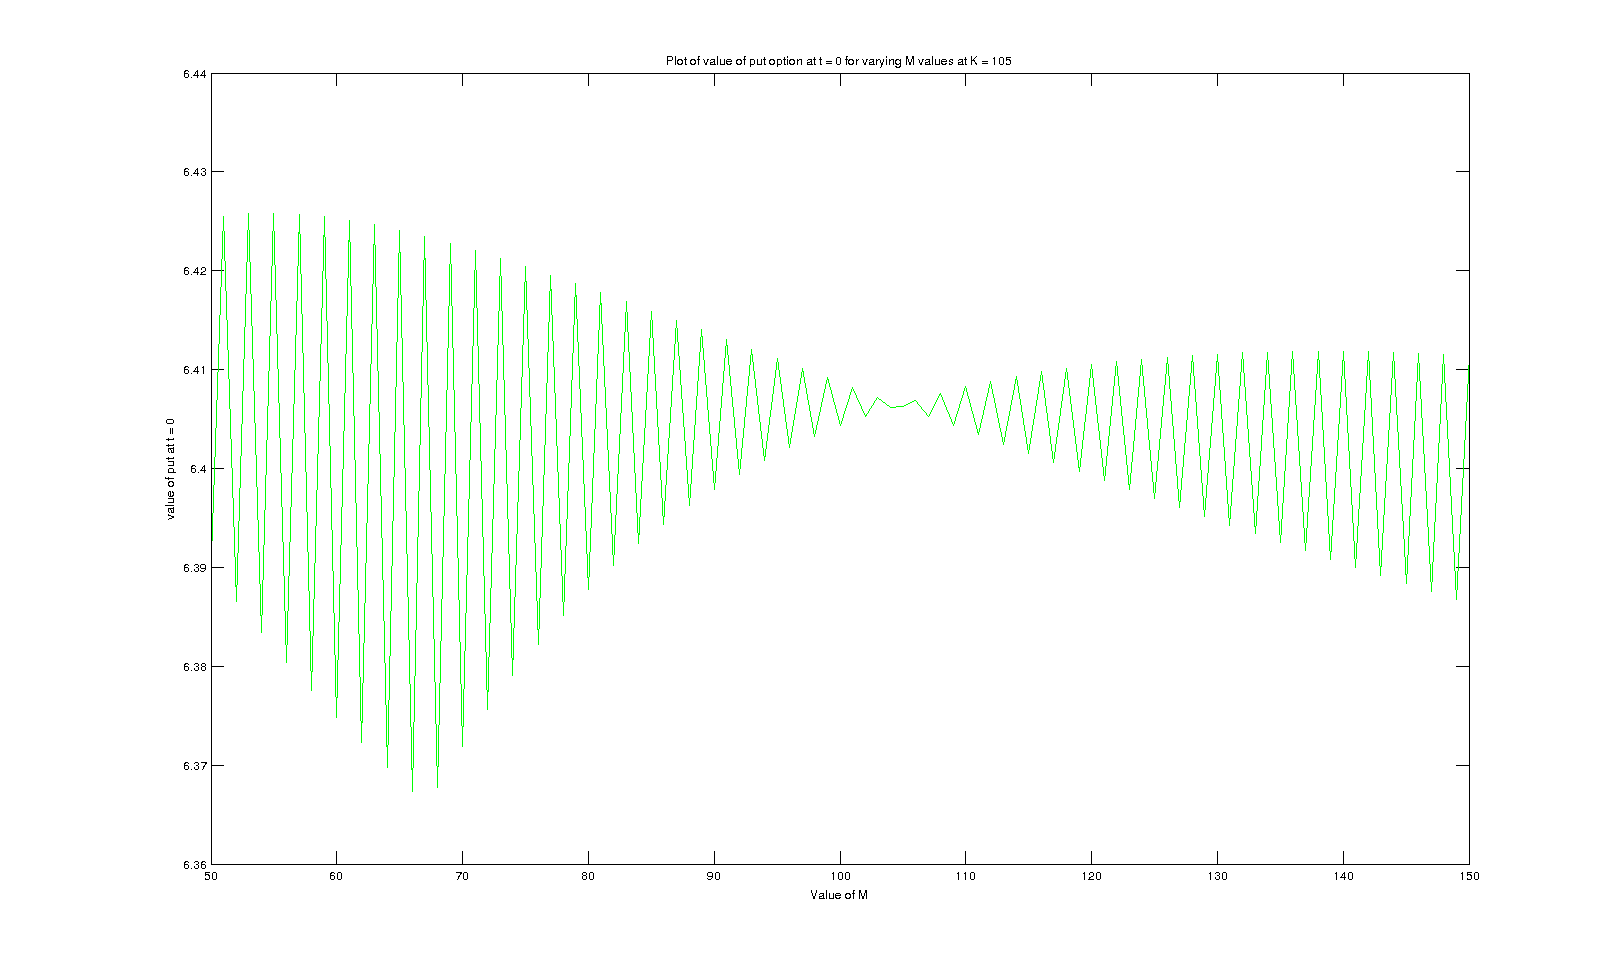 Plot of value of put option at t = 0 for varying M values at K = 105
6.44
6.43
6.42
6.41
6.4
6.39
6.38
6.37
6.36
value of put at t = 0
50 60 70 80 90 100 110 120 130 140 150
Value of M